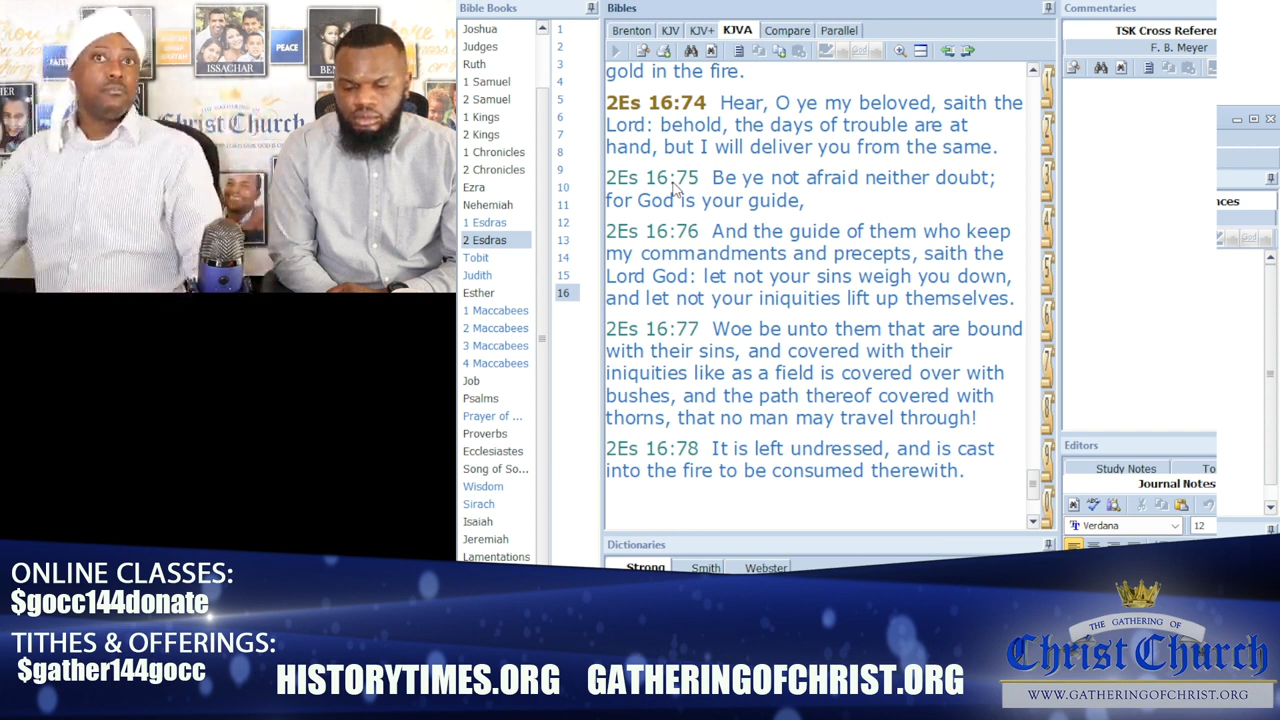 ISSACHAR
PEACE
Christ Church
Bible Books
Joshua
Judges
Ruth
1 Samuel
2 Samuel
1 Kings
2 Kings
1 Chronicles
2 Chronicles
Ezra
Nehemiah
1 Esdras
2 Esdras
Tobit
Judith
Esther
1 Maccabees
2 Maccabees
3 Maccabees
4 Maccabees
Job
Psalms
Prayer of ...
Proverbs
Ecclesiastes
Song of So...
Wisdom
Sirach
Isaiah
Jeremiah
Lamentations
1
2
3
4
5
6
7
8
9
10
11
12
13
14
15
16
Bibles
Brenton KJV KJV+ KJVA Compare Parallel
gold in the fire.
2Es 16:74 Hear, O ye my beloved, saith the
Lord: behold, the days of trouble are at
hand, but I will deliver you from the same.
2Es 16:75 Be ye not afraid neither doubt;
for God is your guide,
2Es 16:76 And the guide of them who keep
my commandments and precepts, saith the
Lord God: let not your sins weigh you down,
and let not your iniquities lift up themselves.
2Es 16:77 Woe be unto them that are bound
with their sins, and covered with their
iniquities like as a field is covered over with
bushes, and the path thereof covered with
thorns, that no man may travel through!
2Es 16:78 It is left undressed, and is cast
into the fire to be consumed therewith.
Dictionaries
Strong Smith Webster
Commentaries
TSK Cross Refer
F. B. Meyer
nces
Editors
Study Notes To
Journal Notes
Verdana 12
ONLINE CLASSES:
$gocc144donate
TITHES & OFFERINGS:
$gather144gocc
HISTORYTIMES.ORG GATHERINGOFCHRIST.ORG
THE GATHERING OF
Christ Church
WWW.GATHERINGOFCHRIST.ORG